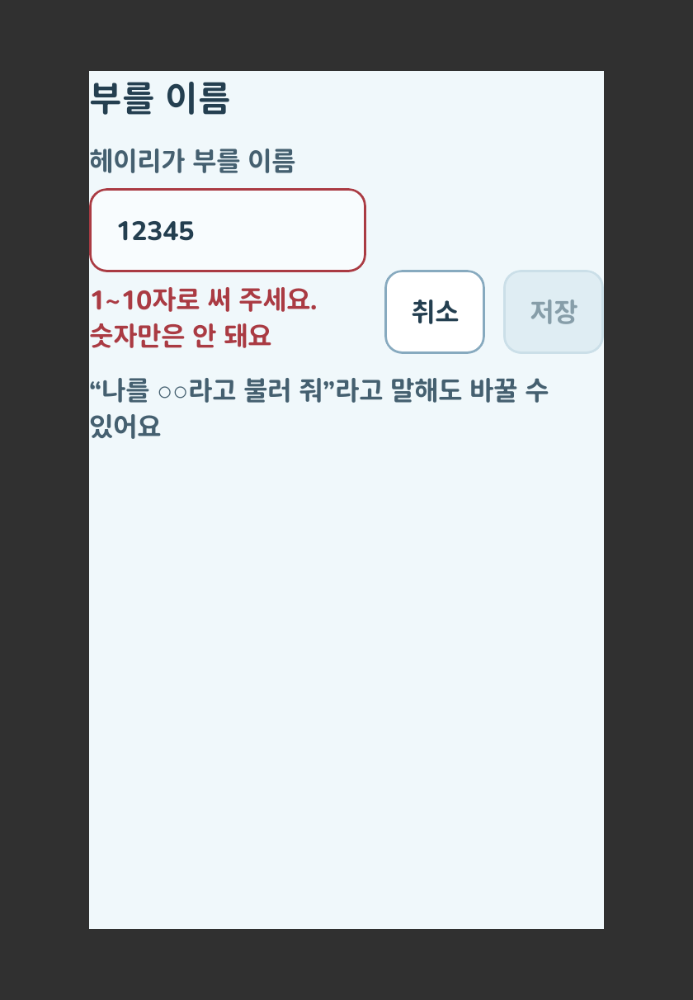 부를 이름
헤이리가 부를 이름
12345
1~10자로 써 주세요.
숫자만은 안 돼요
취소
저장
“나를 ○○라고 불러 줘”라고 말해도 바꿀 수
있어요